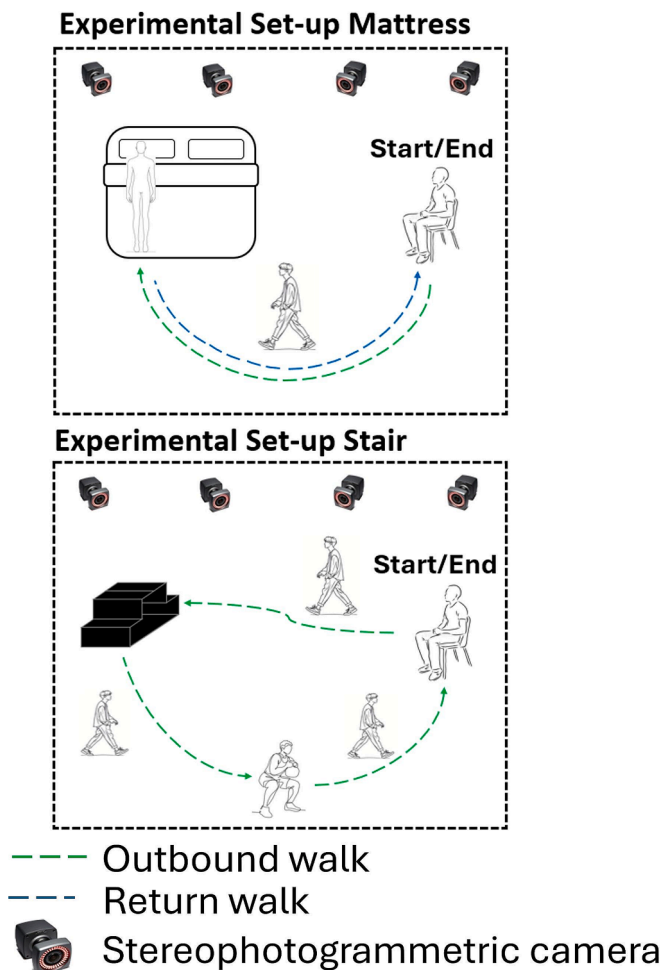 Experimental Set-up Mattress
Start/End
Experimental Set-up Stair
Start/End
Outbound walk
Return walk
Stereophotogrammetric camera